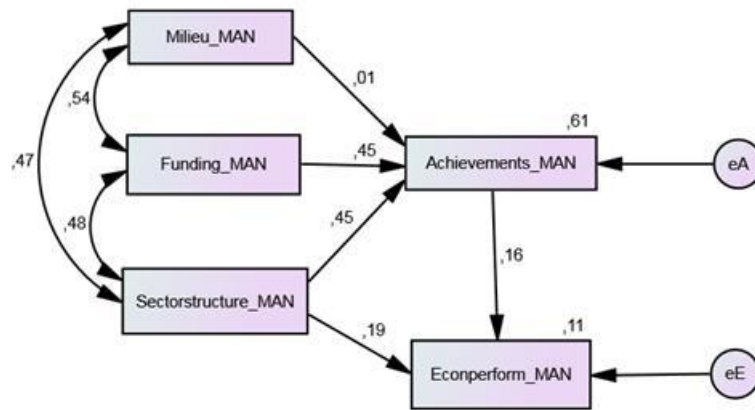 Milieu_MAN
,01
,54
,61
,47
Funding_MAN
,45
Achievements_MAN
eA
,48
,45
,16
Sectorstructure_MAN
,19
,11
Econperform_MAN
eE